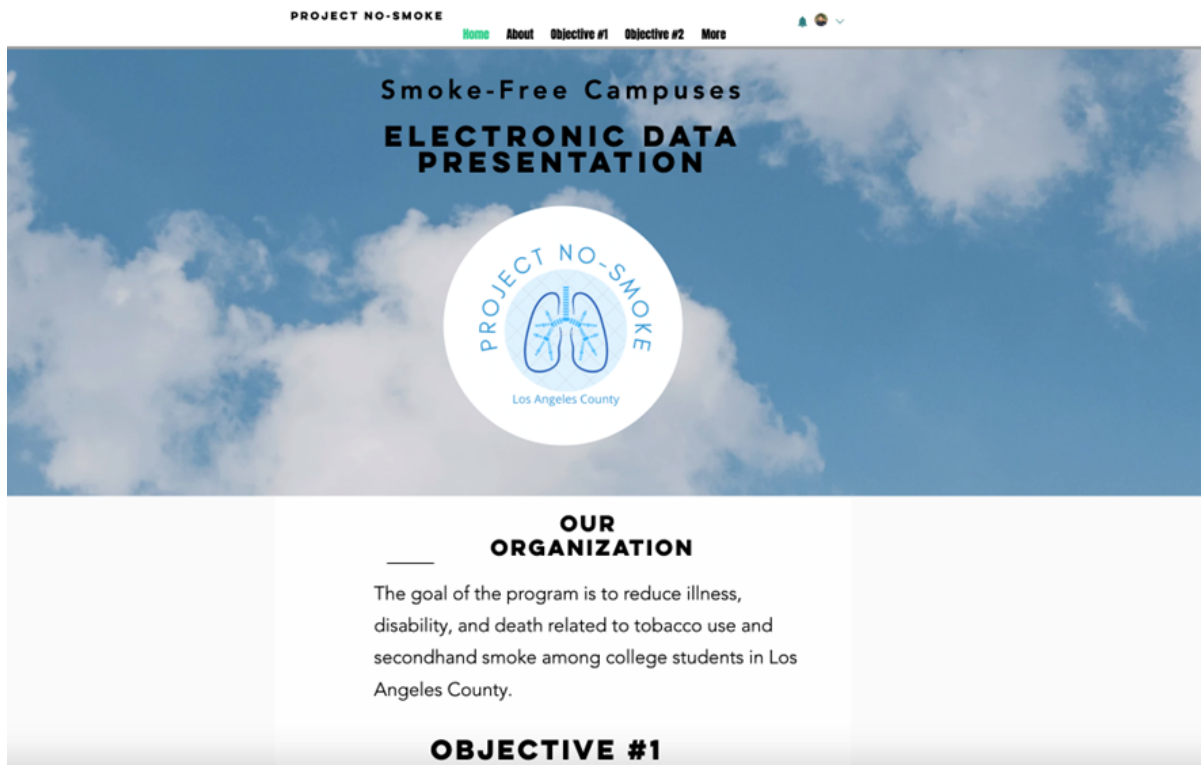 PROJECT NO-SMOKE
Home About Objective #1 Objective #2 More
Smoke-Free Campuses
ELECTRONIC DATA
PRESENTATION
PROJECT NO-SMOKE
Los Angeles County
OUR
ORGANIZATION
The goal of the program is to reduce illness,
disability, and death related to tobacco use and
secondhand smoke among college students in Los
Angeles County.
OBJECTIVE #1